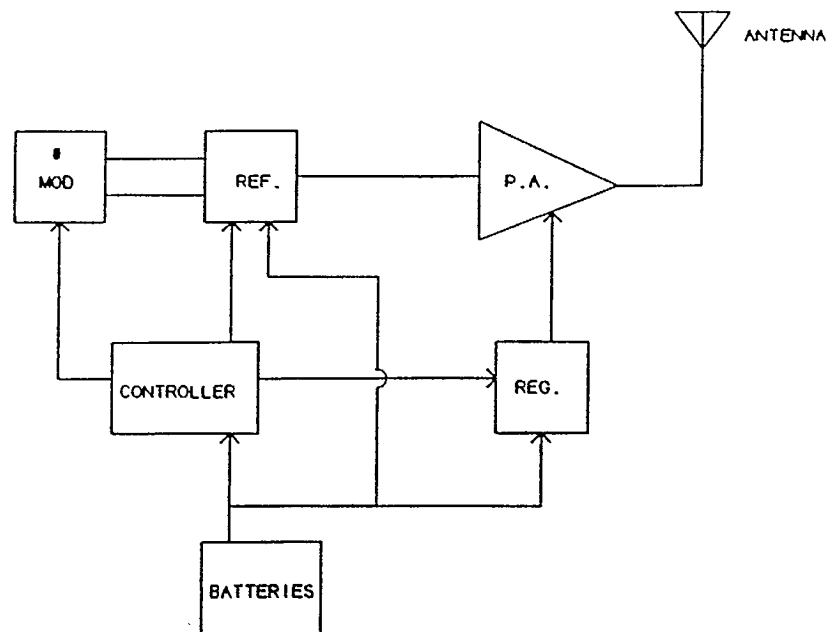 ANTENNA
MOD
REF.
P.A.
CONTROLLER
REG.
BATTERIES